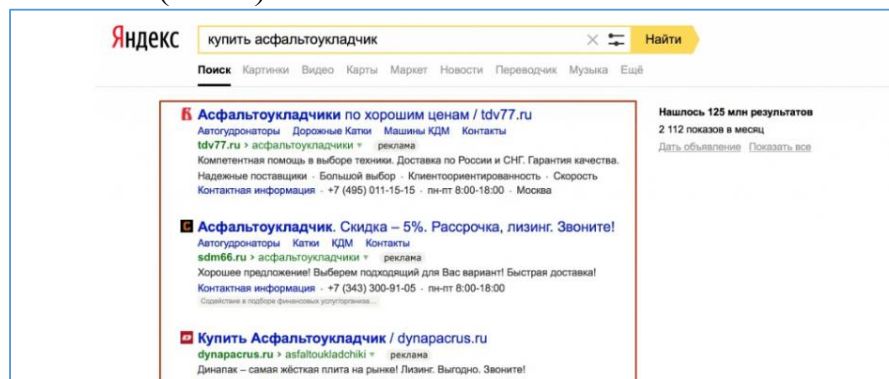 Яндекс
купить асфальтоукладчик
Найти
Поиск Картинки Видео Карты Маркет Новости Переводчик Музыка Ещё
Асфальтоукладчики по хорошим ценам / tdv77.ru
Автогудронаторы Дорожные Катки Машины КДМ Контакты
tdv77.ru › асфальтоукладчики реклама
Компетентная помощь в выборе техники. Доставка по России и СНГ. Гарантия качества.
Надежные поставщики · Большой выбор · Клиентоориентированность · Скорость
Контактная информация · +7 (495) 011-15-15 · пн-пт 8:00-18:00 · Москва
Нашлось 125 млн результатов
2 112 показов в месяц
Дать объявление Показать все
Асфальтоукладчик. Скидка – 5%. Рассрочка, лизинг. Звоните!
Автогудронаторы Катки КДМ Контакты
sdm66.ru › асфальтоукладчики реклама
Хорошее предложение! Выберем подходящий для Вас вариант! Быстрая доставка!
Контактная информация · +7 (343) 300-91-05 · пн-пт 8:00-18:00
Содействие в подборе финансовых услуг/организа...
Купить Асфальтоукладчик / dynapacrus.ru
dynapacrus.ru › asfaltoukladchiki реклама
Динапак – самая жёсткая плита на рынке! Лизинг. Выгодно. Звоните!